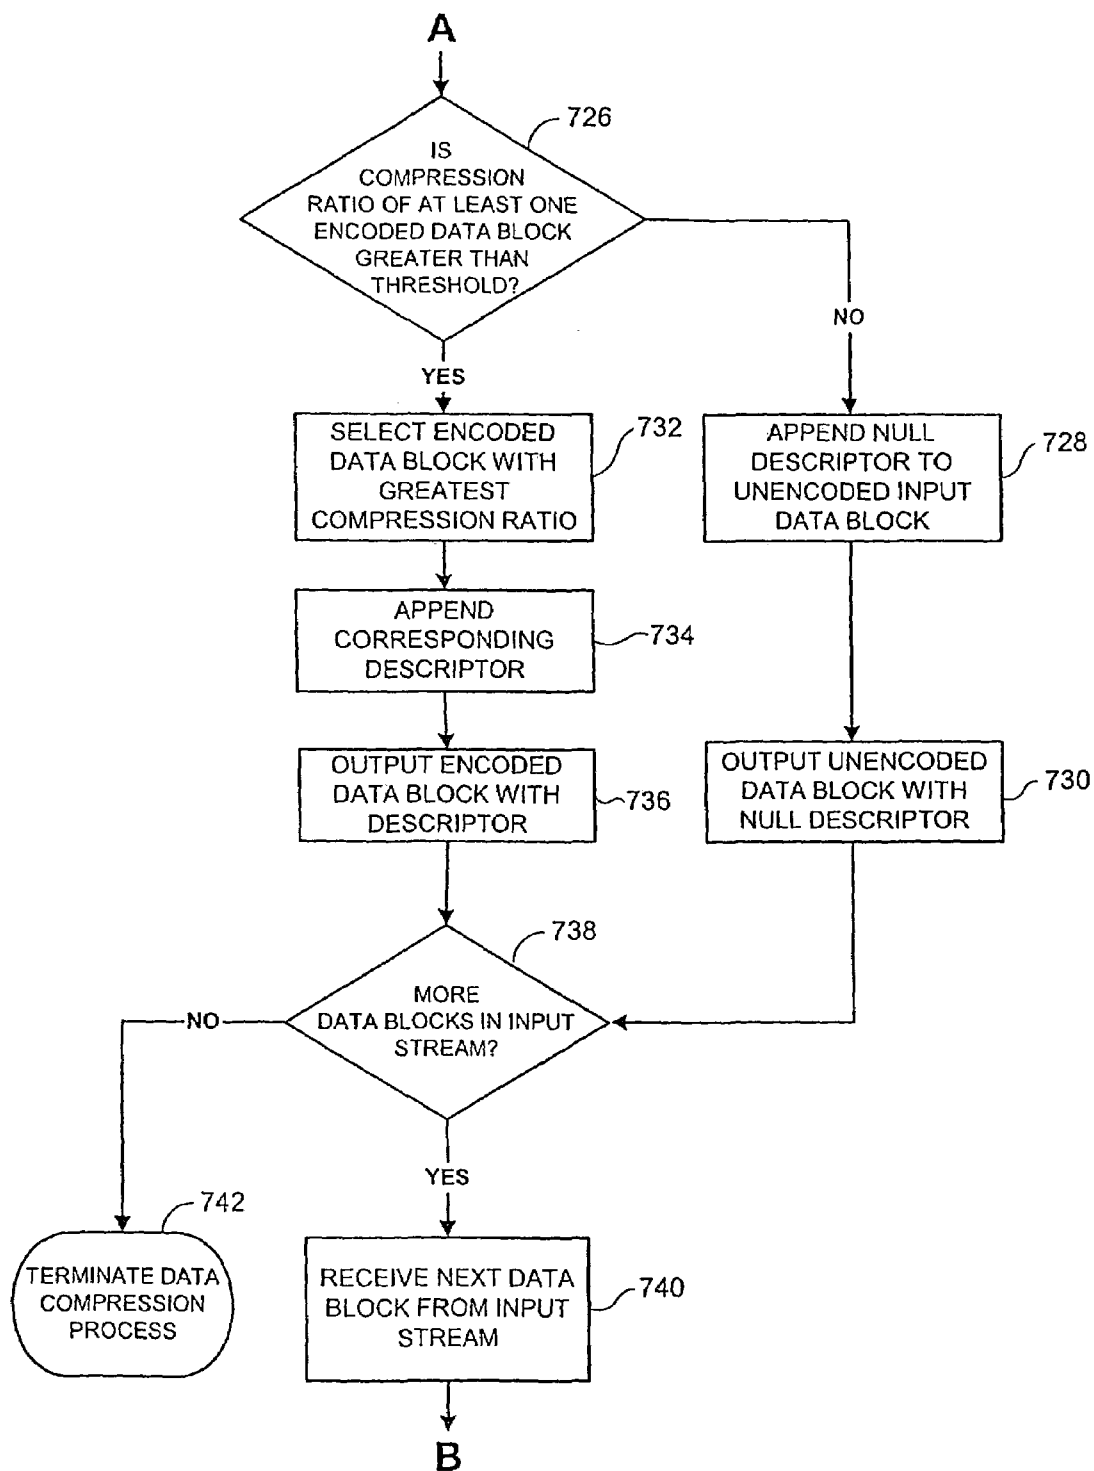 A
726
IS
COMPRESSION
RATIO OF AT LEAST ONE
ENCODED DATA BLOCK
GREATER THAN
THRESHOLD?
NO
YES
SELECT ENCODED
DATA BLOCK WITH
GREATEST
COMPRESSION RATIO
732
APPEND NULL
DESCRIPTOR TO
UNENCODED INPUT
DATA BLOCK
728
APPEND
CORRESPONDING
DESCRIPTOR
734
OUTPUT ENCODED
DATA BLOCK WITH
DESCRIPTOR
736
OUTPUT UNENCODED
DATA BLOCK WITH
NULL DESCRIPTOR
730
738
MORE
DATA BLOCKS IN INPUT
STREAM?
NO
YES
742
TERMINATE DATA
COMPRESSION
PROCESS
RECEIVE NEXT DATA
BLOCK FROM INPUT
STREAM
740
B